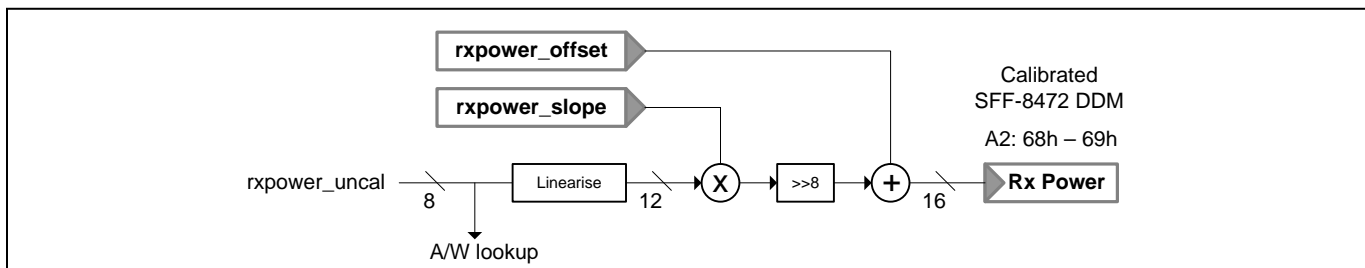 rxpower_offset
Calibrated
SFF-8472 DDM
rxpower_slope
A2: 68h – 69h
rxpower_uncal
8
Linearise
12
X
>>8
+
16
Rx Power
A/W lookup